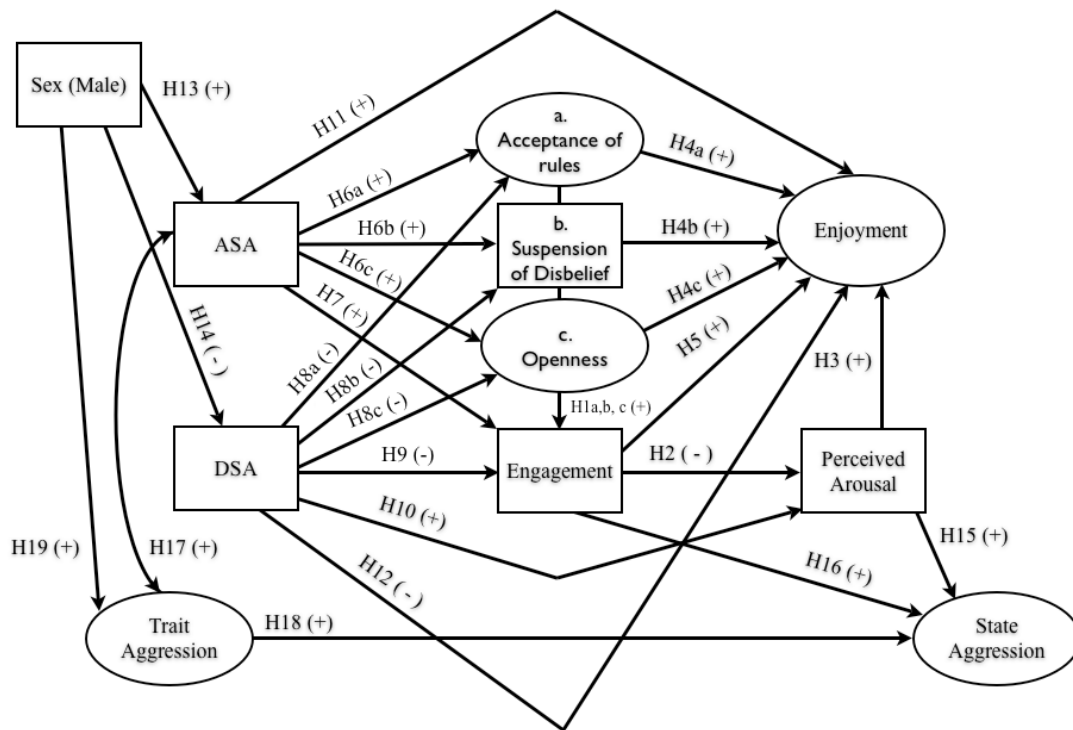 Sex (Male)
H13 (+)
H11 (+)
a.
Acceptance of
rules
H4a (+)
H6a (+)
ASA
H6b (+)
b.
Suspension
of Disbelief
H4b (+)
Enjoyment
H6c (+)
H4c (+)
H7 (+)
H14 ( - )
H8a (-)
H8b (-)
c.
Openness
H5 (+)
H3 (+)
H8c (-)
H1a,b, c (+)
DSA
H9 (-)
Engagement
H2 ( - )
Perceived
Arousal
H10 (+)
H19 (+)
H17 (+)
H12 ( - )
H16 (+)
H15 (+)
Trait
Aggression
H18 (+)
State
Aggression